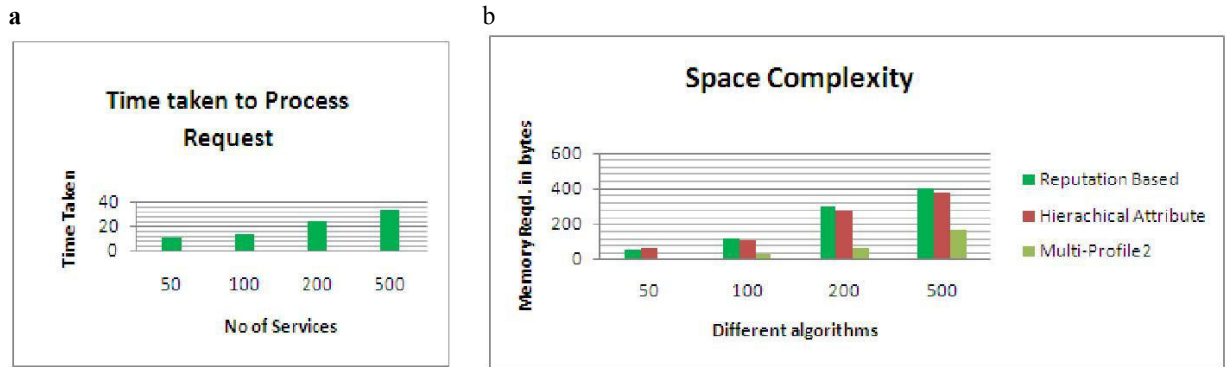 a
b
Time taken to Process
Request
Time Taken
40
20
0
50 100 200 500
No of Services
Space Complexity
Memory Reqd. in bytes
600
400
200
0
50 100 200 500
Different algorithms
Reputation Based
Hierachical Attribute
Multi-Profile2